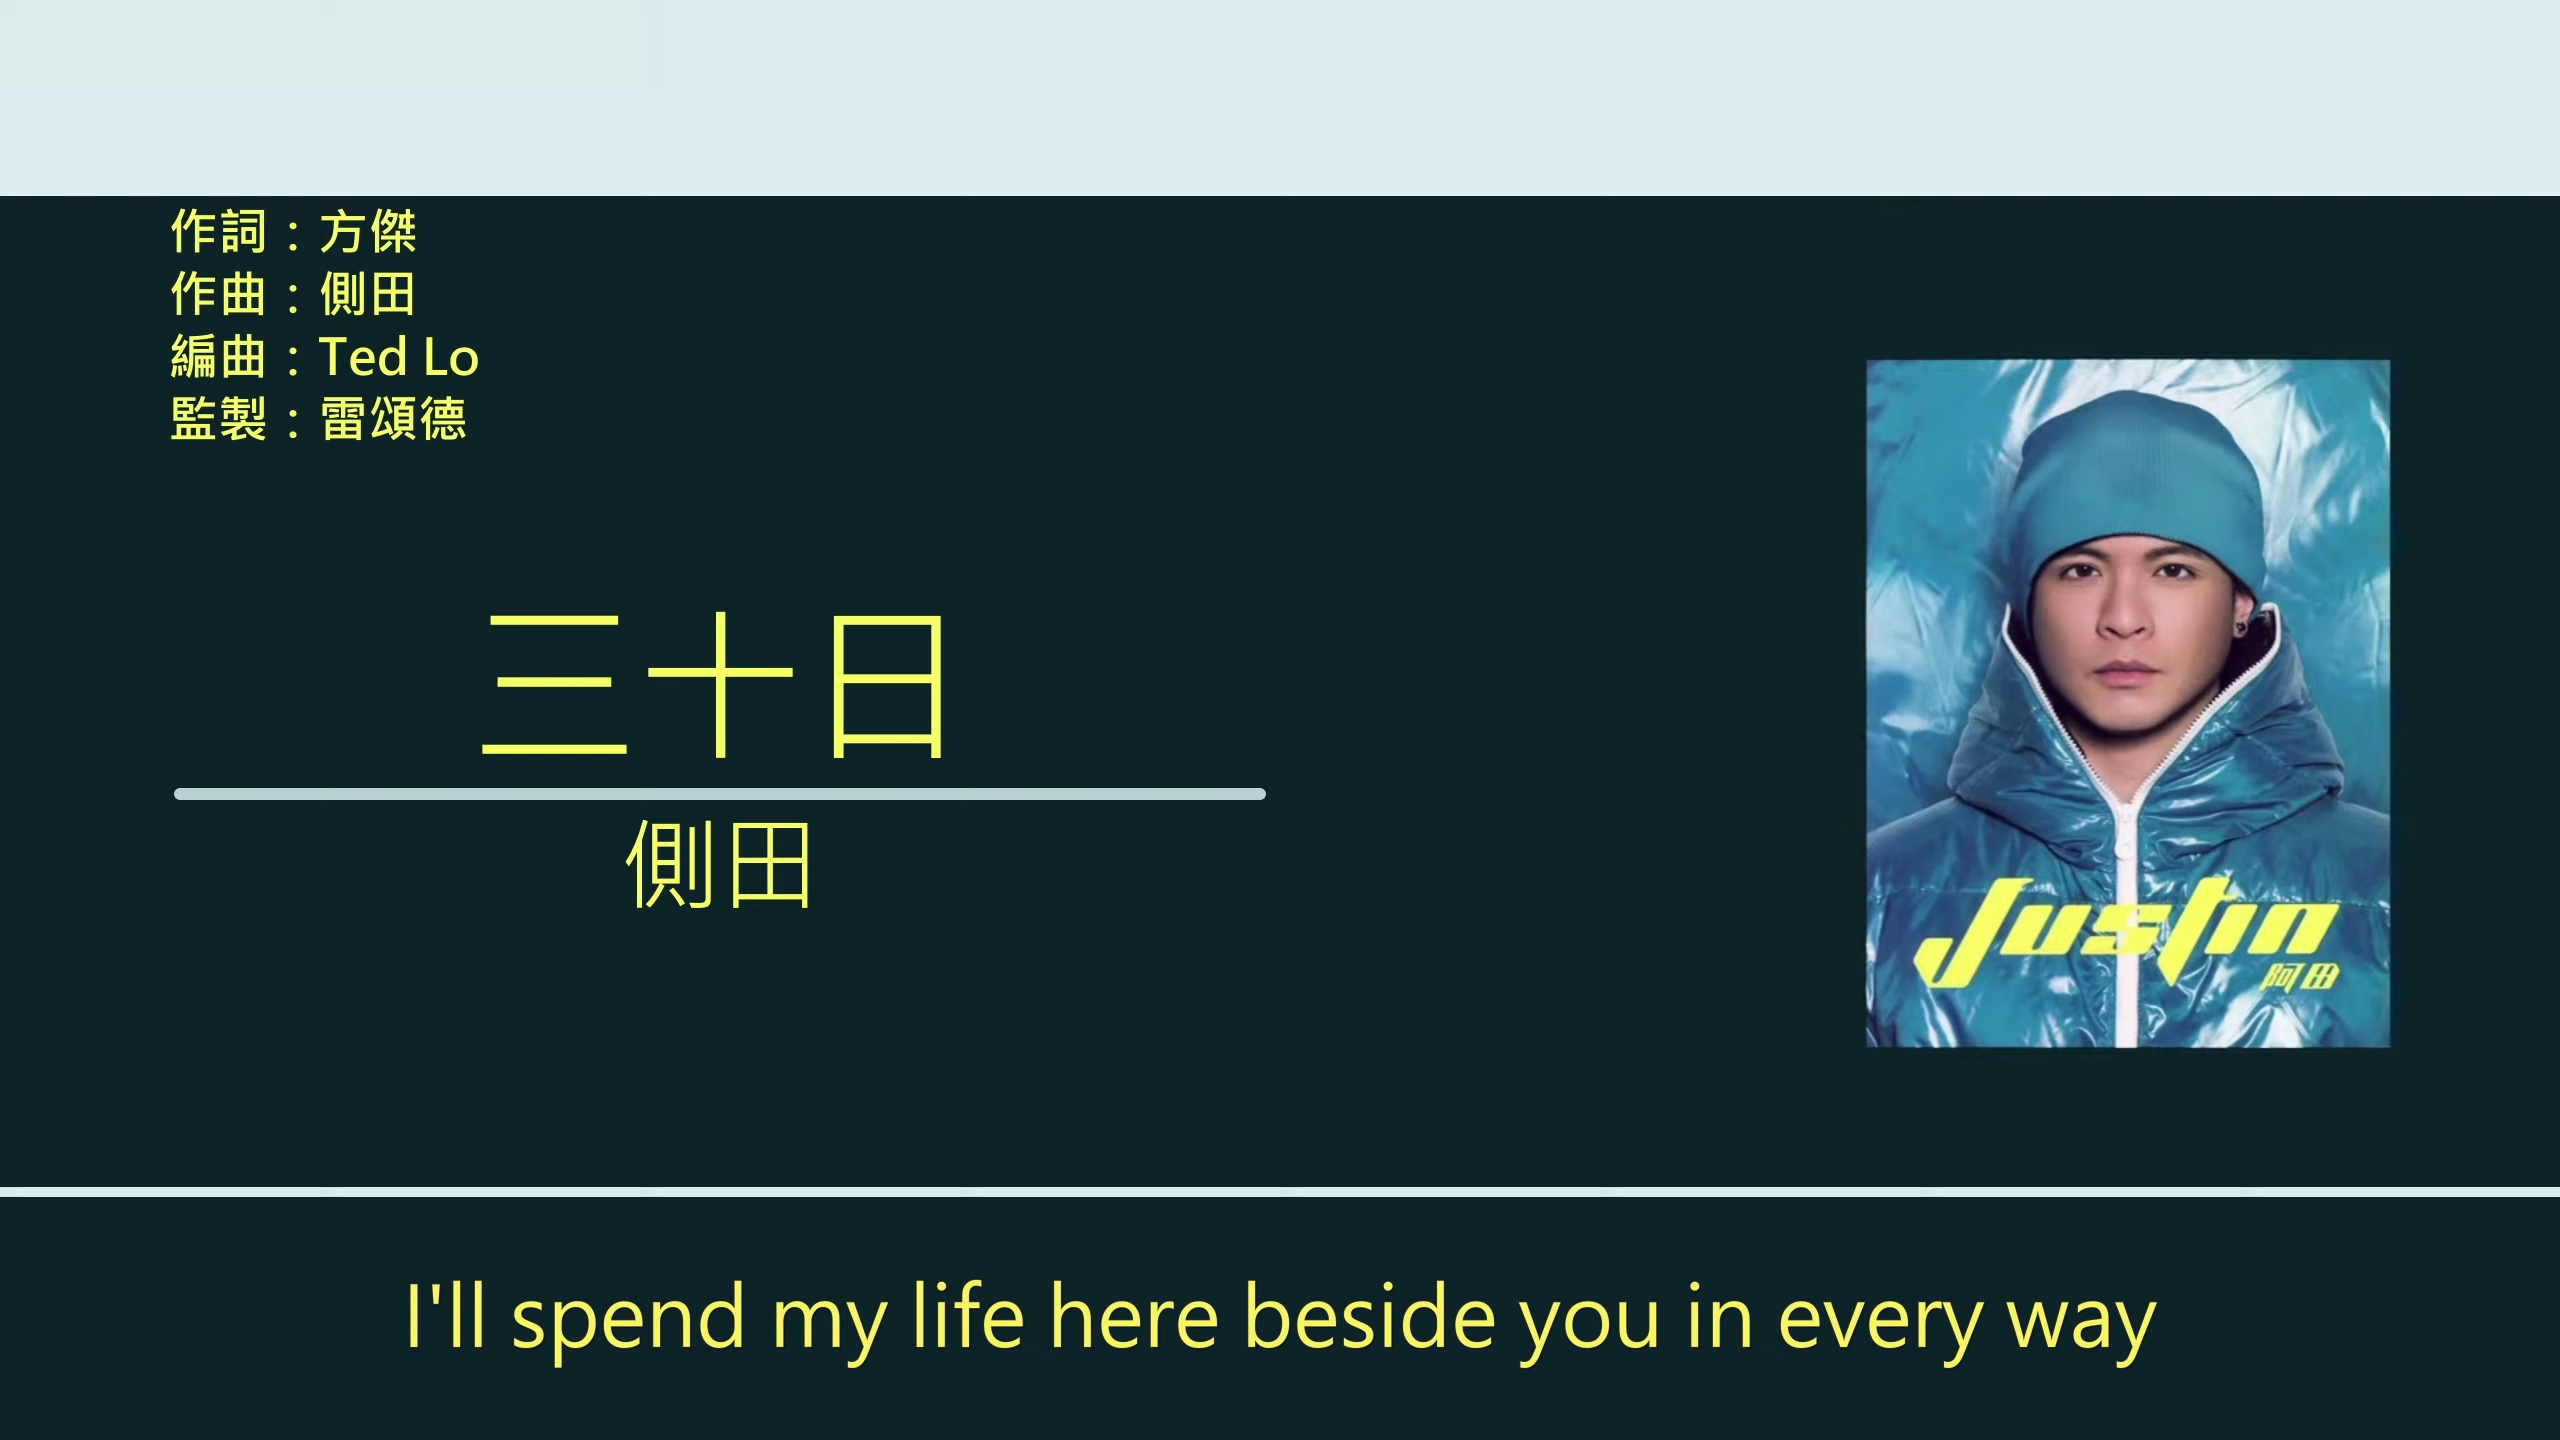 作詞：方傑
作曲：側田
編曲：Ted Lo
監製：雷頌德
三十日
側田
Justin
阿田
I'll spend my life here beside you in every way